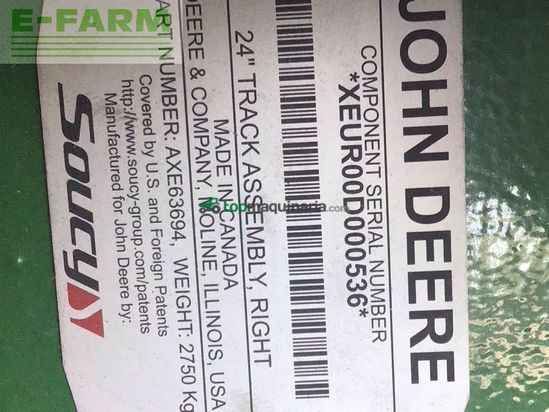 JOHN DEERE
COMPONENT SERIAL NUMBER
*XEUR00D000536*
24" TRACK ASSEMBLY, RIGHT
MADE IN CANADA
DEERE & COMPANY, MOLINE, ILLINOIS, USA
PART NUMBER: AXE63694, WEIGHT: 2750 Kg
Covered by U.S. and Foreign Patents
http://www.soucy-group.com/patents
Manufactured for John Deere by:
SOUCY
E-FARM
topmaquinaria.com